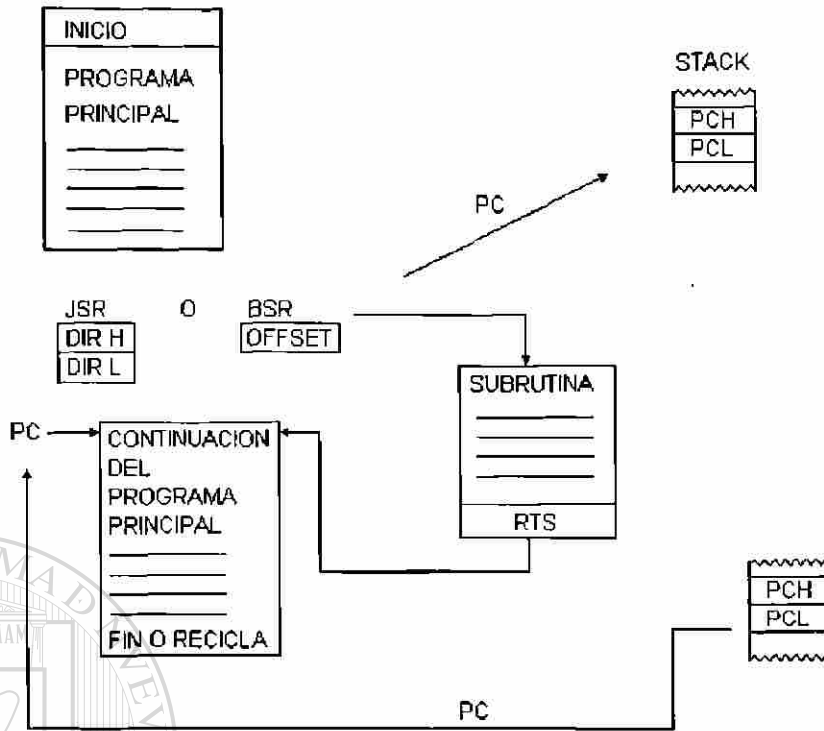 INICIO
PROGRAMA
PRINCIPAL
STACK
PCH
PCL
PC
JSR O BSR
DIR H
DIR L
OFFSET
SUBRUTINA
RTS
PC
CONTINUACION
DEL
PROGRAMA
PRINCIPAL
FIN O RECICLA
PCH
PCL
PC